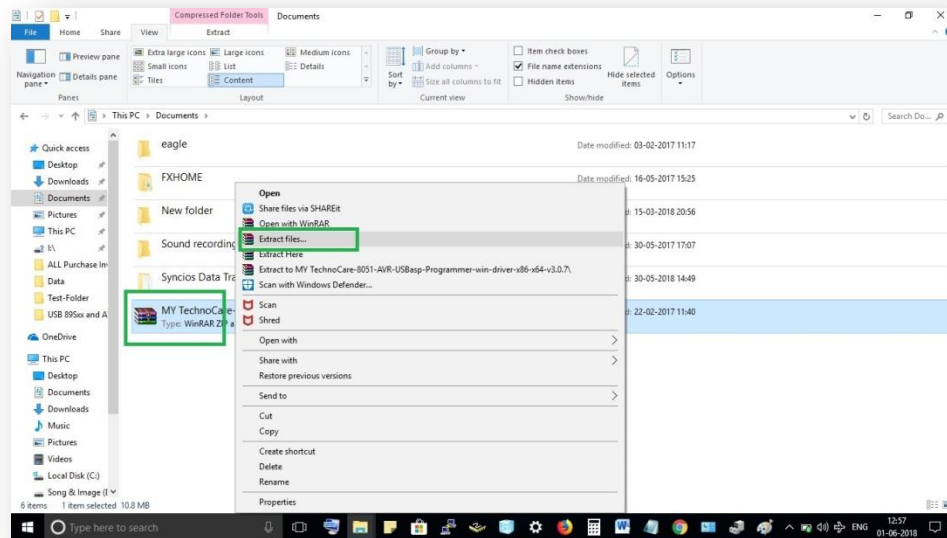 Compressed Folder Tools Documents
File Home Share View Extract
Preview pane
Details pane
Navigation pane
Panes
Extra large icons Large icons Medium icons
Small icons List Details
Tiles Content
Layout
Sort by
Group by
Add columns
Size all columns to fit
Current view
Item check boxes
File name extensions
Hidden items
Hide selected items
Show/hide
Options
This PC > Documents >
Search Do...
Quick access
Desktop
Downloads
Documents
Pictures
This PC
ALL Purchase In
Data
Test-Folder
USB 89Sxx and A
OneDrive
This PC
Desktop
Documents
Downloads
Music
Pictures
Videos
Local Disk (C:)
Song & Image (
eagle Date modified: 03-02-2017 11:17
FXHOME Date modified: 16-05-2017 15:25
New folder d: 15-03-2018 20:56
Sound recording d: 30-05-2017 17:07
Syncios Data Tra d: 30-05-2018 14:49
MY TechnoCare- d: 22-02-2017 11:40
Type: WinRAR ZIP a
Open
Share files via SHAREit
Open with WinRAR
Extract files...
Extract Here
Extract to MY TechnoCare-8051-AVR-USBasp-Programmer-win-driver-x86-x64-v3.0.7\
Scan with Windows Defender...
Scan
Shred
Open with
Share with
Restore previous versions
Send to
Cut
Copy
Create shortcut
Delete
Rename
Properties
6 items 1 item selected 10.8 MB
Type here to search
ENG
12:57
01-06-2018